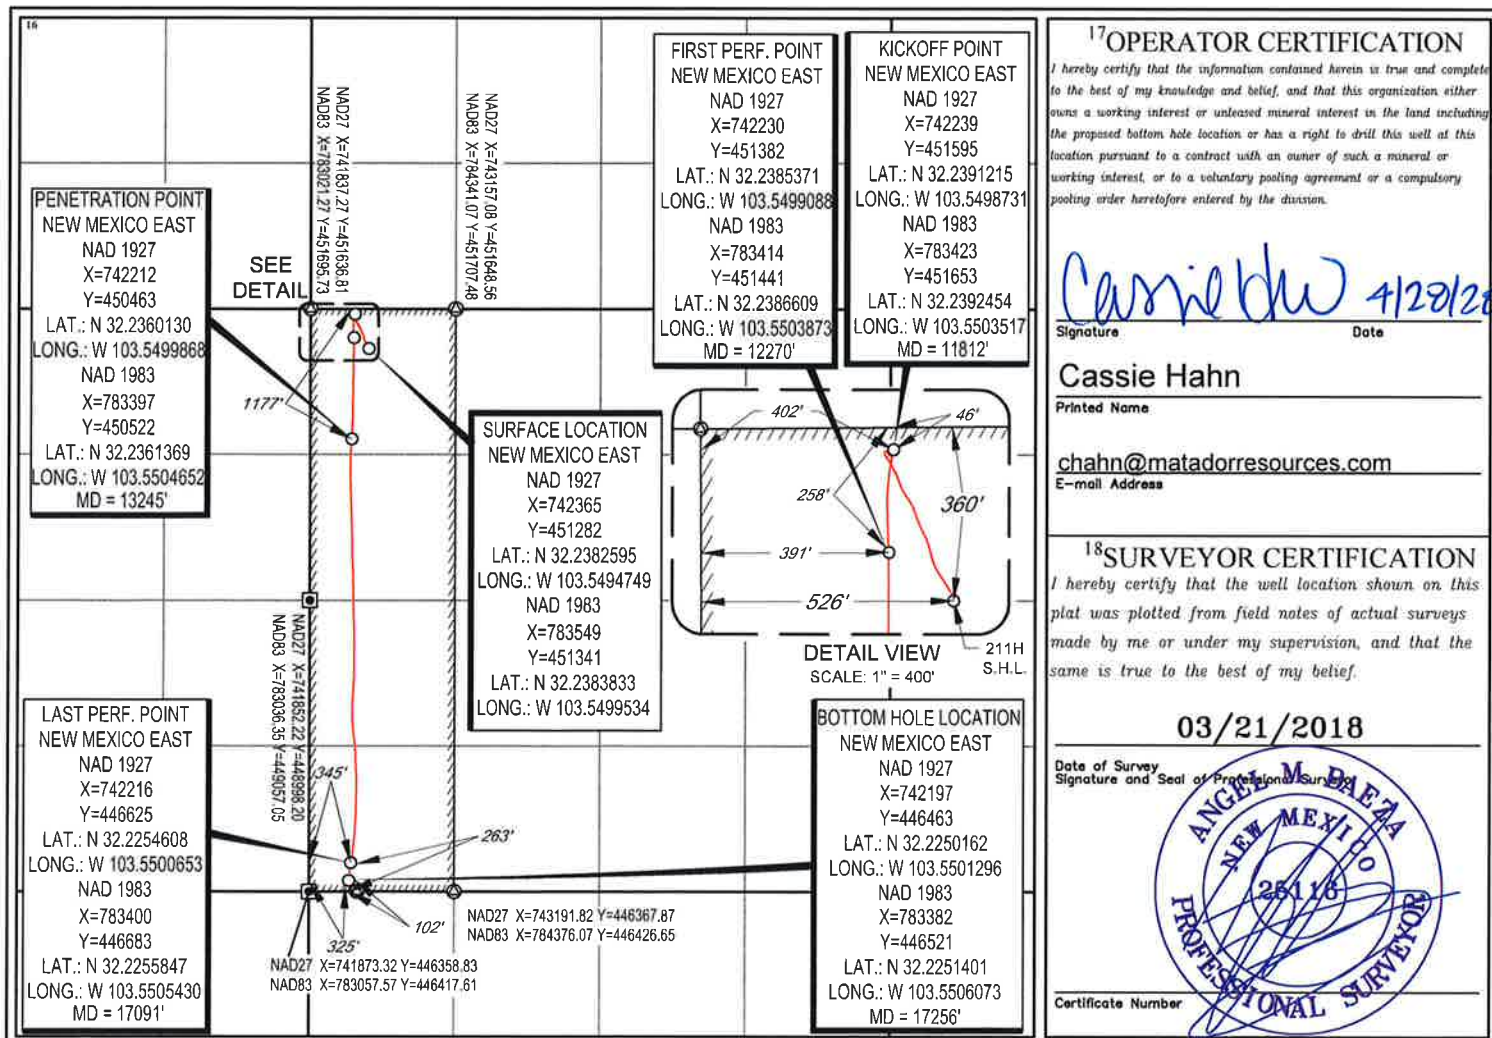 16
NAD27 X=741837.27 Y=451636.81
NAD83 X=783021.27 Y=451695.73
NAD27 X=743157.08 Y=451648.56
NAD83 X=784341.07 Y=451707.48
PENETRATION POINT
NEW MEXICO EAST
NAD 1927
X=742212
Y=450463
LAT.: N 32.2360130
LONG.: W 103.5499868
NAD 1983
X=783397
Y=450522
LAT.: N 32.2361369
LONG.: W 103.5504652
MD = 13245'
SEE
DETAIL
1177'
SURFACE LOCATION
NEW MEXICO EAST
NAD 1927
X=742365
Y=451282
LAT.: N 32.2382595
LONG.: W 103.5494749
NAD 1983
X=783549
Y=451341
LAT.: N 32.2383833
LONG.: W 103.5499534
FIRST PERF. POINT
NEW MEXICO EAST
NAD 1927
X=742230
Y=451382
LAT.: N 32.2385371
LONG.: W 103.5499088
NAD 1983
X=783414
Y=451441
LAT.: N 32.2386609
LONG.: W 103.5503873
MD = 12270'
KICKOFF POINT
NEW MEXICO EAST
NAD 1927
X=742239
Y=451595
LAT.: N 32.2391215
LONG.: W 103.5498731
NAD 1983
X=783423
Y=451653
LAT.: N 32.2392454
LONG.: W 103.5503517
MD = 11812'
402'
46'
258'
360'
391'
526'
211H
S.H.L.
DETAIL VIEW
SCALE: 1" = 400'
NAD27 X=741852.22 Y=448998.20
NAD83 X=783036.35 Y=449057.05
LAST PERF. POINT
NEW MEXICO EAST
NAD 1927
X=742216
Y=446625
LAT.: N 32.2254608
LONG.: W 103.5500653
NAD 1983
X=783400
Y=446683
LAT.: N 32.2255847
LONG.: W 103.5505430
MD = 17091'
345'
263'
102'
325'
NAD27 X=743191.82 Y=446367.87
NAD83 X=784376.07 Y=446426.65
NAD27 X=741873.32 Y=446358.83
NAD83 X=783057.57 Y=446417.61
BOTTOM HOLE LOCATION
NEW MEXICO EAST
NAD 1927
X=742197
Y=446463
LAT.: N 32.2250162
LONG.: W 103.5501296
NAD 1983
X=783382
Y=446521
LAT.: N 32.2251401
LONG.: W 103.5506073
MD = 17256'
17 OPERATOR CERTIFICATION
I hereby certify that the information contained herein is true and complete
to the best of my knowledge and belief, and that this organization either
owns a working interest or unleased mineral interest in the land including
the proposed bottom hole location or has a right to drill this well at this
location pursuant to a contract with an owner of such a mineral or
working interest, or to a voluntary pooling agreement or a compulsory
pooling order heretofore entered by the division.
4/28/20
Signature Date
Cassie Hahn
Printed Name
chahn@matadorresources.com
E-mail Address
18 SURVEYOR CERTIFICATION
I hereby certify that the well location shown on this
plat was plotted from field notes of actual surveys
made by me or under my supervision, and that the
same is true to the best of my belief.
03/21/2018
Date of Survey
Signature and Seal of Professional Surveyor
ANGEL M. BAEZA
NEW MEXICO
25116
PROFESSIONAL SURVEYOR
Certificate Number